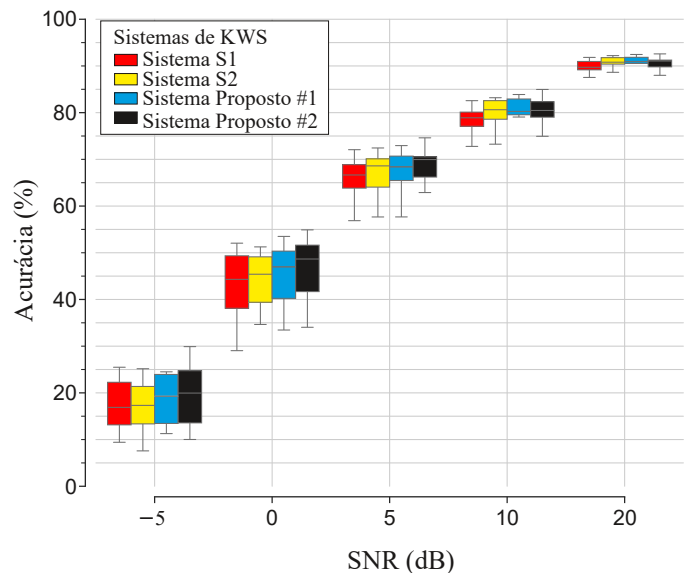 Sistemas de KWS
Sistema S1
Sistema S2
Sistema Proposto #1
Sistema Proposto #2
Acurácia (%)
100
80
60
40
20
0
−5
0
5
10
20
SNR (dB)